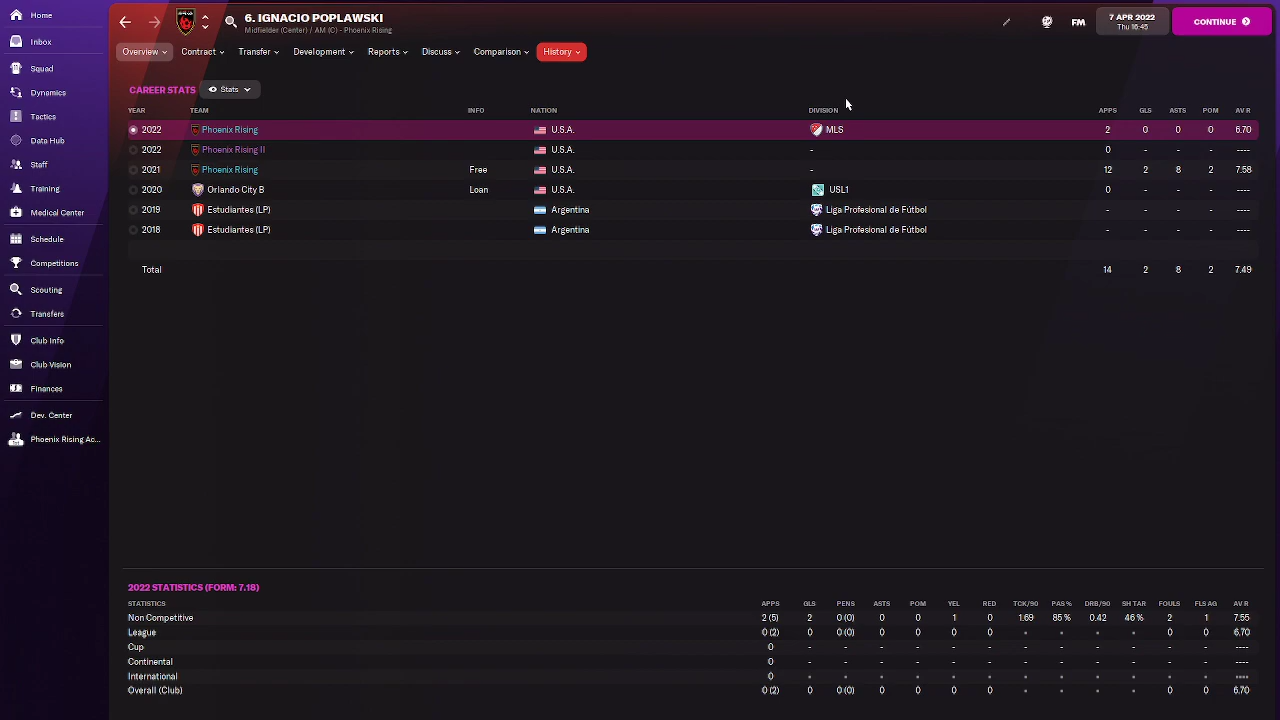 Home
Inbox
Squad
Dynamics
Tactics
Data Hub
Staff
Training
Medical Center
Schedule
Competitions
Scouting
Transfers
Club Info
Club Vision
Finances
Dev. Center
Phoenix Rising Ac...
6. IGNACIO POPLAWSKI
Midfielder (Center) / AM (C) - Phoenix Rising
FM
7 APR 2022
Thu 16:45
CONTINUE
Overview Contract Transfer Development Reports Discuss Comparison History
CAREER STATS Stats
YEAR TEAM INFO NATION DIVISION APPS GLS ASTS POM AV R
2022 Phoenix Rising U.S.A. MLS 2 0 0 0 6.70
2022 Phoenix Rising II U.S.A. - 0 - - - ----
2021 Phoenix Rising Free U.S.A. - 12 2 8 2 7.58
2020 Orlando City B Loan U.S.A. USL1 0 - - - ----
2019 Estudiantes (LP) Argentina Liga Profesional de Fútbol - - - - ----
2018 Estudiantes (LP) Argentina Liga Profesional de Fútbol - - - - ----
Total 14 2 8 2 7.49
2022 STATISTICS (FORM: 7.18)
STATISTICS APPS GLS PENS ASTS POM YEL RED TCK/90 PAS % DRB/90 SH TAR FOULS FLS AG AV R
Non Competitive 2 (5) 2 0 (0) 0 0 1 0 1.69 85 % 0.42 46 % 2 1 7.55
League 0 (2) 0 0 (0) 0 0 0 0 - - - - 0 0 6.70
Cup 0 - - - - - - - - - - - - ----
Continental 0 - - - - - - - - - - - - ----
International 0 - - - - - - - - - - - - ----
Overall (Club) 0 (2) 0 0 (0) 0 0 0 0 - - - - 0 0 6.70